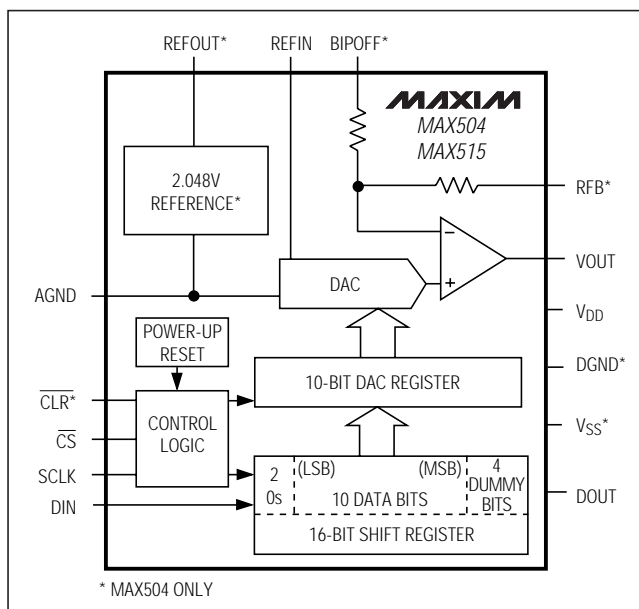 REFOUT* REFIN BIPOFF*
MAXIM
MAX504
MAX515
2.048V
REFERENCE*
RFB*
−
+
VOUT
AGND
DAC
VDD
POWER-UP
RESET
DGND*
10-BIT DAC REGISTER
CLR*
CONTROL
LOGIC
CS
VSS*
SCLK
2
0s
(LSB) (MSB)
10 DATA BITS
4
DUMMY
BITS
DOUT
DIN
16-BIT SHIFT REGISTER
* MAX504 ONLY